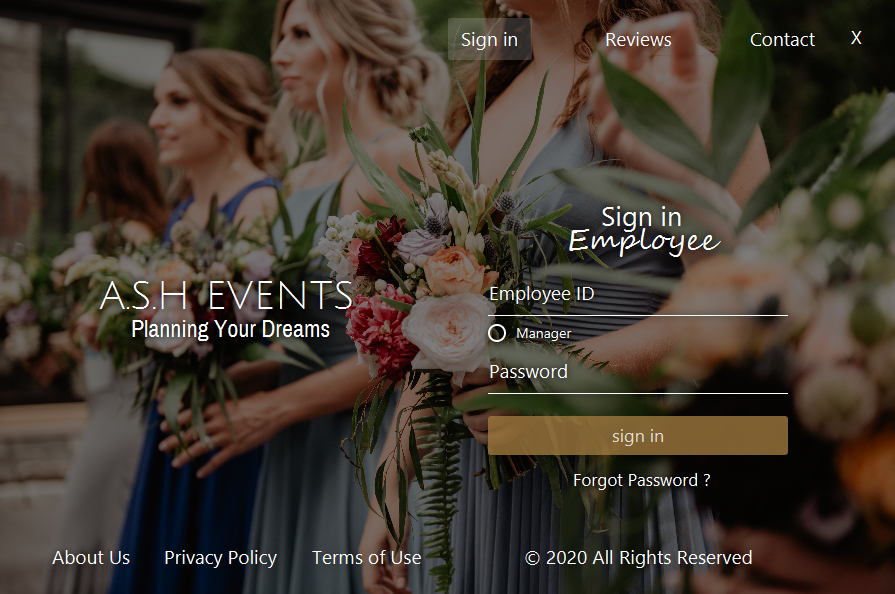 Sign in Reviews Contact X
Sign in
Employee
A.S.H EVENTS
Planning Your Dreams
Employee ID
Manager
Password
sign in
Forgot Password ?
About Us Privacy Policy Terms of Use © 2020 All Rights Reserved